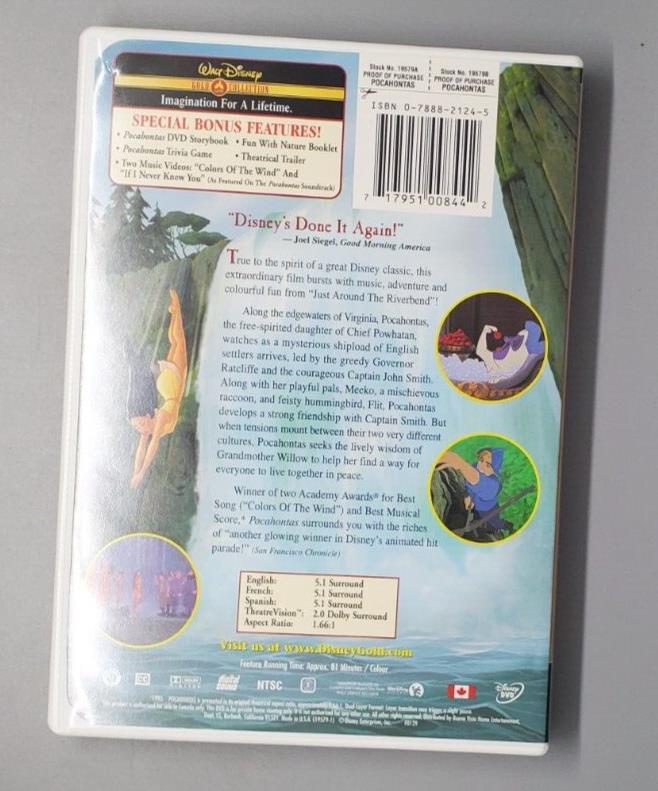 Walt Disney
GOLD COLLECTION
Imagination For A Lifetime.
SPECIAL BONUS FEATURES!
• Pocahontas DVD Storybook • Fun With Nature Booklet
• Pocahontas Trivia Game • Theatrical Trailer
• Two Music Videos: "Colors Of The Wind" And
"If I Never Knew You" (As Featured On The Pocahontas Soundtrack)
Stock No. 19579A
PROOF OF PURCHASE
POCAHONTAS
Stock No. 19579B
PROOF OF PURCHASE
POCAHONTAS
ISBN 0-7888-2124-5
7 17951 00844 2
"Disney's Done It Again!"
— Joel Siegel, Good Morning America
True to the spirit of a great Disney classic, this
extraordinary film bursts with music, adventure and
colourful fun from "Just Around The Riverbend"!
Along the edgewaters of Virginia, Pocahontas,
the free-spirited daughter of Chief Powhatan,
watches as a mysterious shipload of English
settlers arrives, led by the greedy Governor
Ratcliffe and the courageous Captain John Smith.
Along with her playful pals, Meeko, a mischievous
raccoon, and feisty hummingbird, Flit, Pocahontas
develops a strong friendship with Captain Smith. But
when tensions mount between their two very different
cultures, Pocahontas seeks the lively wisdom of
Grandmother Willow to help her find a way for
everyone to live together in peace.
Winner of two Academy Awards® for Best
Song ("Colors Of The Wind") and Best Musical
Score,* Pocahontas surrounds you with the riches
of "another glowing winner in Disney's animated hit
parade!" (San Francisco Chronicle)
English: 5.1 Surround
French: 5.1 Surround
Spanish: 5.1 Surround
TheatreVision™: 2.0 Dolby Surround
Aspect Ratio: 1.66:1
Visit us at www.DisneyGold.com
Feature Running Time: Approx. 81 Minutes / Colour
CC
DOLBY
digital sound
NTSC
Disney DVD